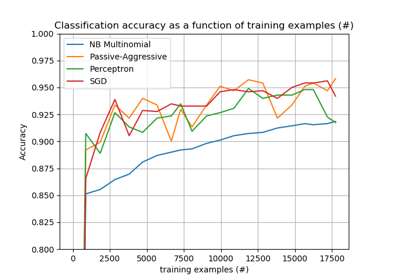 Classification accuracy as a function of training examples (#)
1.000
0.975
0.950
0.925
0.900
0.875
0.850
0.825
0.800
Accuracy
NB Multinomial
Passive-Aggressive
Perceptron
SGD
0 2500 5000 7500 10000 12500 15000 17500
training examples (#)